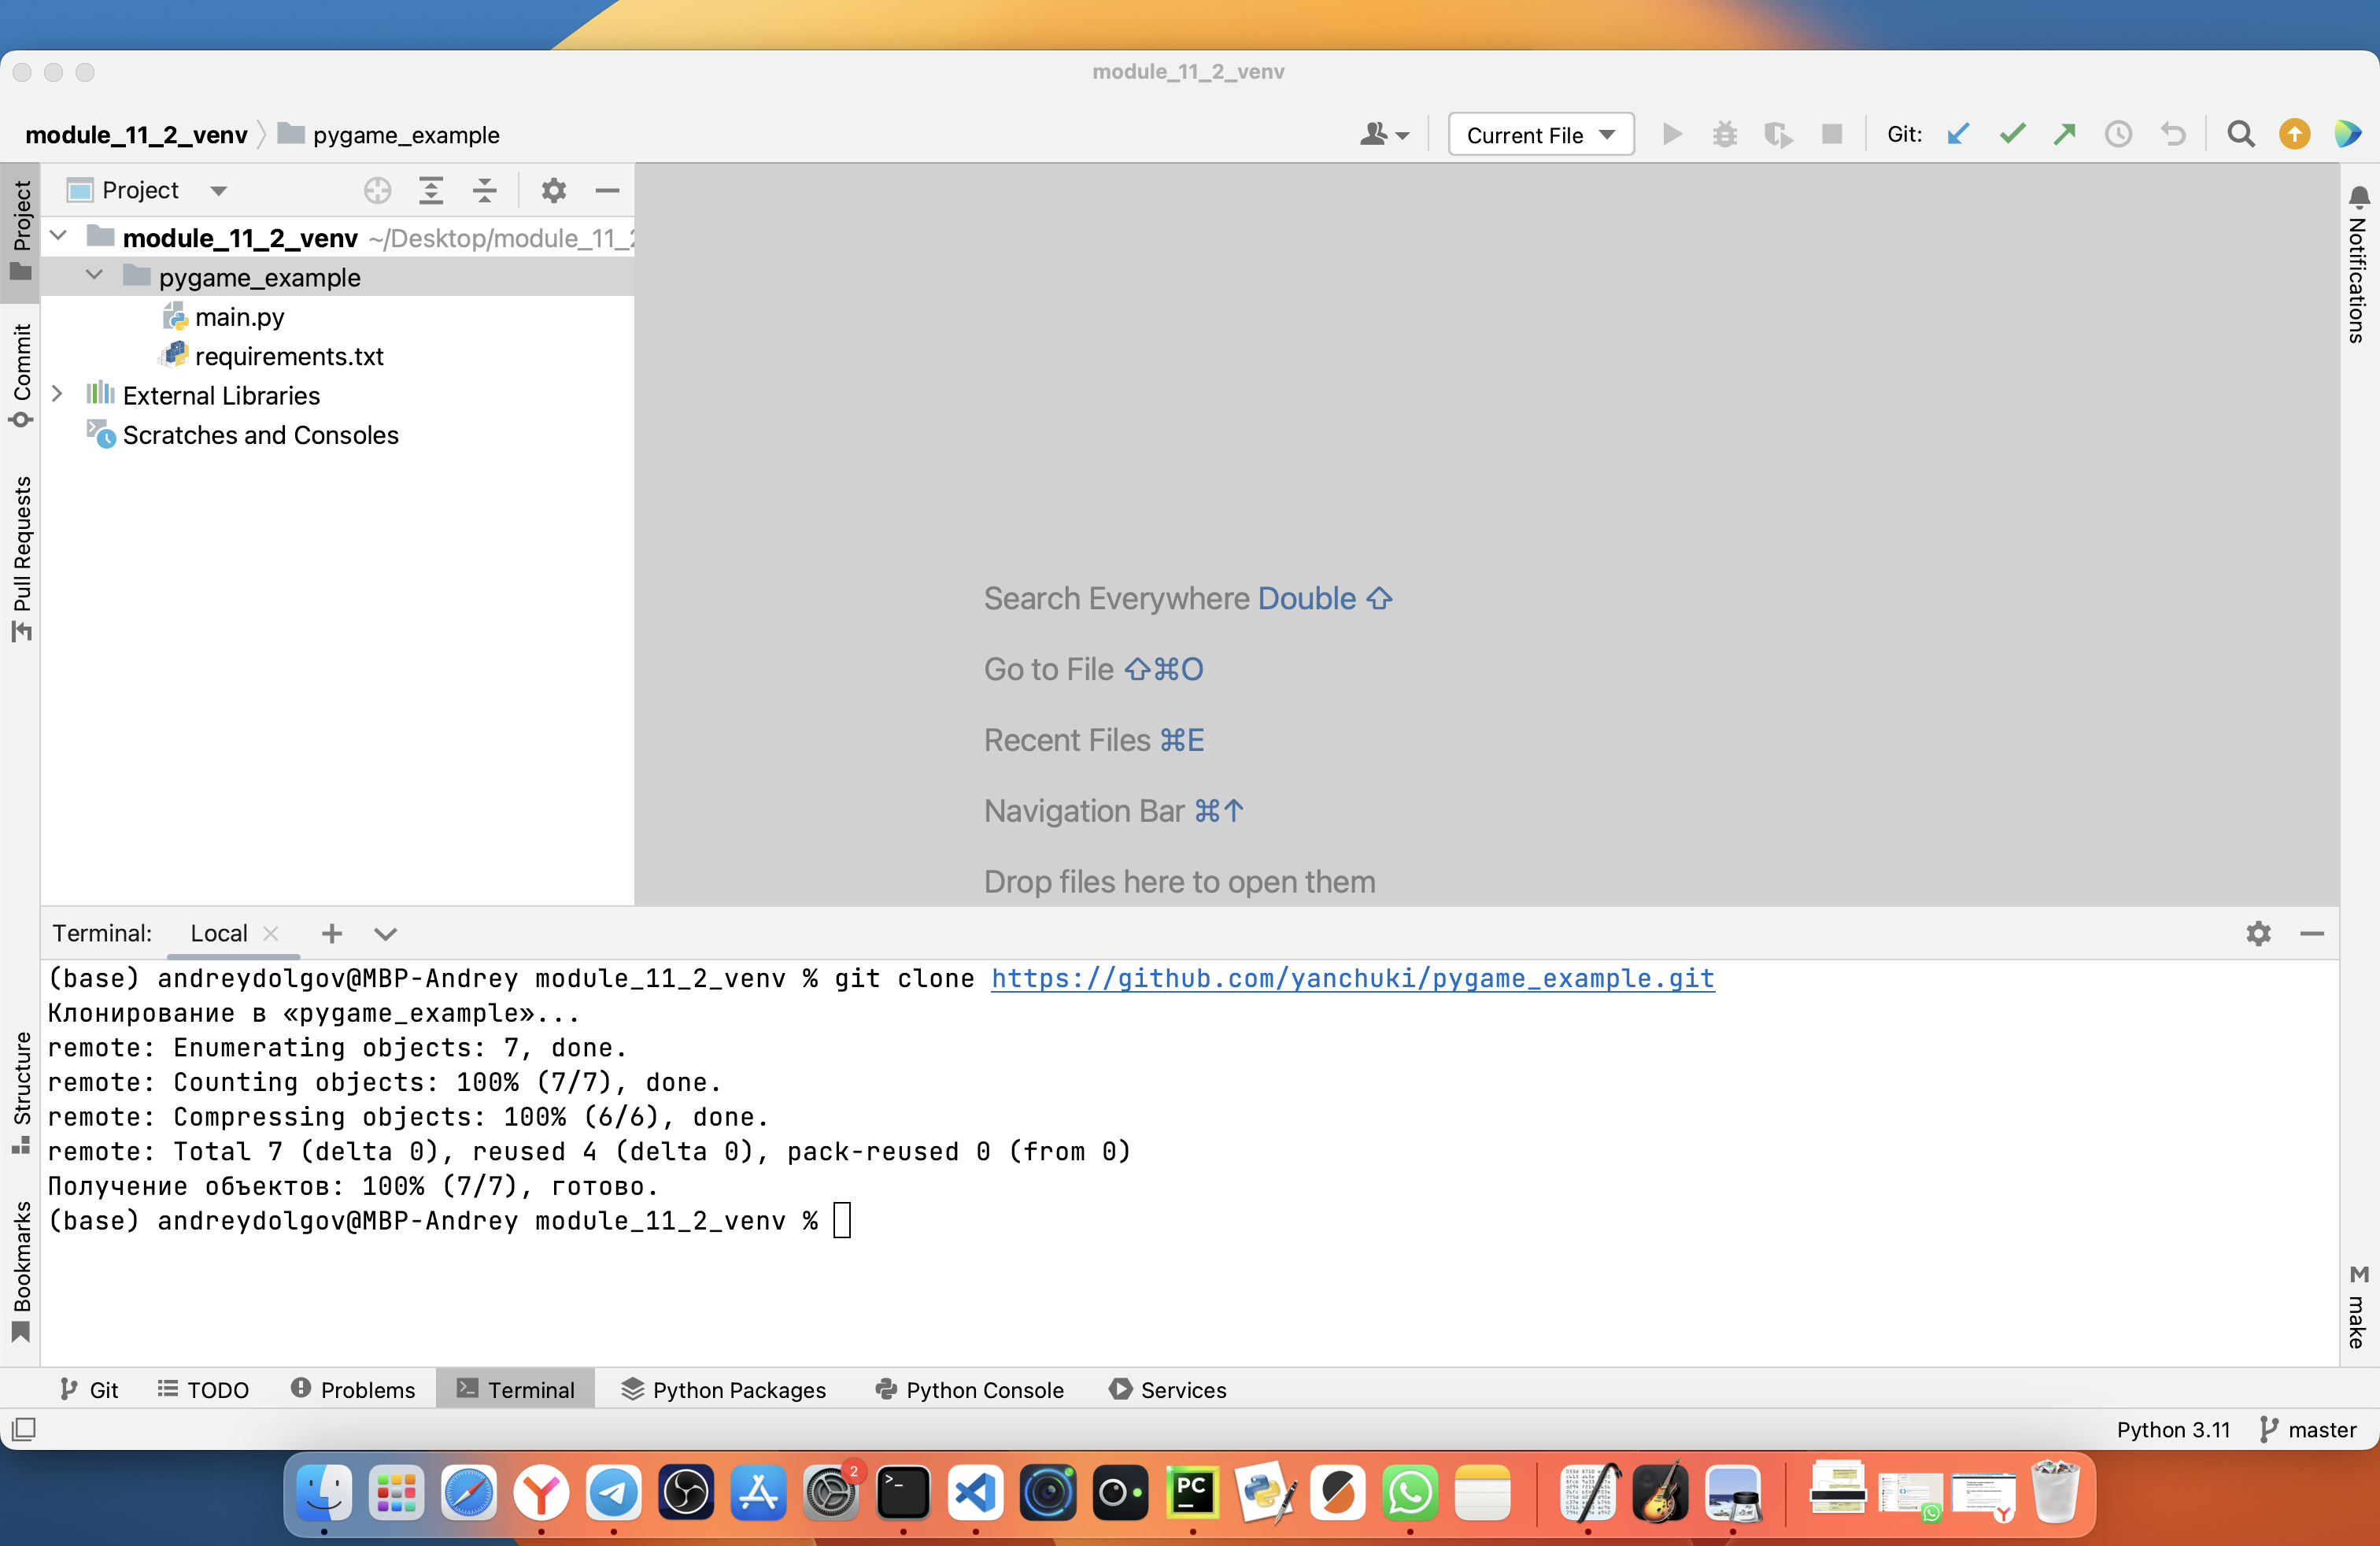 module_11_2_venv
module_11_2_venv pygame_example
Current File
Git:
Project
module_11_2_venv ~/Desktop/module_11_2
pygame_example
main.py
requirements.txt
External Libraries
Scratches and Consoles
Project
Commit
Pull Requests
Structure
Bookmarks
Notifications
make
Search Everywhere Double ⇧
Go to File ⇧⌘O
Recent Files ⌘E
Navigation Bar ⌘↑
Drop files here to open them
Terminal: Local
(base) andreydolgov@MBP-Andrey module_11_2_venv % git clone https://github.com/yanchuki/pygame_example.git
Клонирование в «pygame_example»...
remote: Enumerating objects: 7, done.
remote: Counting objects: 100% (7/7), done.
remote: Compressing objects: 100% (6/6), done.
remote: Total 7 (delta 0), reused 4 (delta 0), pack-reused 0 (from 0)
Получение объектов: 100% (7/7), готово.
(base) andreydolgov@MBP-Andrey module_11_2_venv %
Git TODO Problems Terminal Python Packages Python Console Services
Python 3.11 master
2
PC